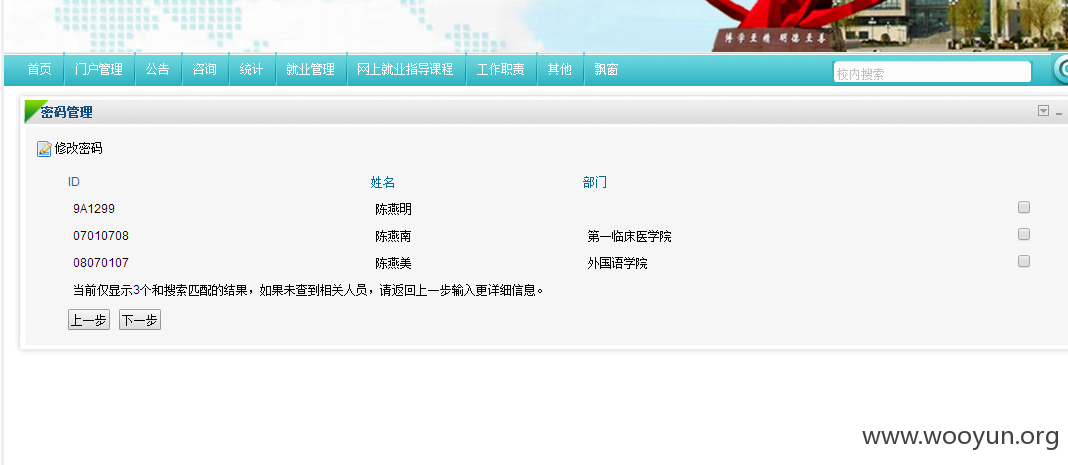 博学至精 明德至善
首页 门户管理 公告 咨询 统计 就业管理 网上就业指导课程 工作职责 其他 飘窗 校内搜索
密码管理
修改密码
ID 姓名 部门
9A1299 陈燕明
07010708 陈燕南 第一临床医学院
08070107 陈燕美 外国语学院
当前仅显示3个和搜索匹配的结果，如果未查到相关人员，请返回上一步输入更详细信息。
上一步 下一步
www.wooyun.org